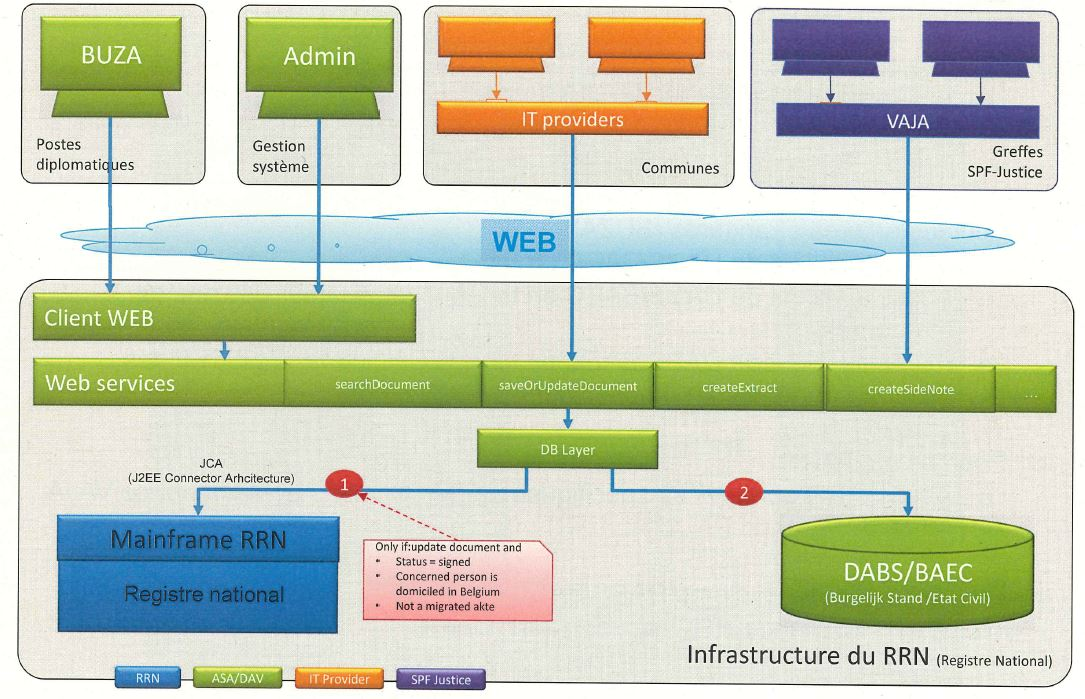 BUZA
Postes
diplomatiques
Admin
Gestion
système
IT providers
Communes
VAJA
Greffes
SPF-Justice
WEB
Client WEB
Web services
searchDocument
saveOrUpdateDocument
createExtract
createSideNote
...
DB Layer
JCA
(J2EE Connector Arhcitecture)
1
2
Mainframe RRN
Registre national
Only if:update document and
• Status = signed
• Concerned person is
domiciled in Belgium
• Not a migrated akte
DABS/BAEC
(Burgelijk Stand /Etat Civil)
Infrastructure du RRN (Registre National)
RRN
ASA/DAV
IT Provider
SPF Justice